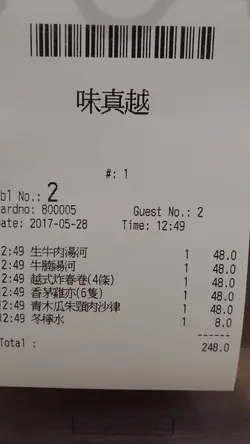 味真越
#: 1
bl No.: 2
ardno: 800005 Guest No.: 2
ate: 2017-05-28 Time: 12:49
2:49 生牛肉湯河 1 48.0
2:49 牛腩湯河 1 48.0
2:49 越式炸春卷(4條) 1 48.0
12:49 香茅雞亦(6隻) 1 48.0
12:49 青木瓜朱頸肉沙律 1 48.0
12:49 冬檸水 1 8.0
Total : 248.0